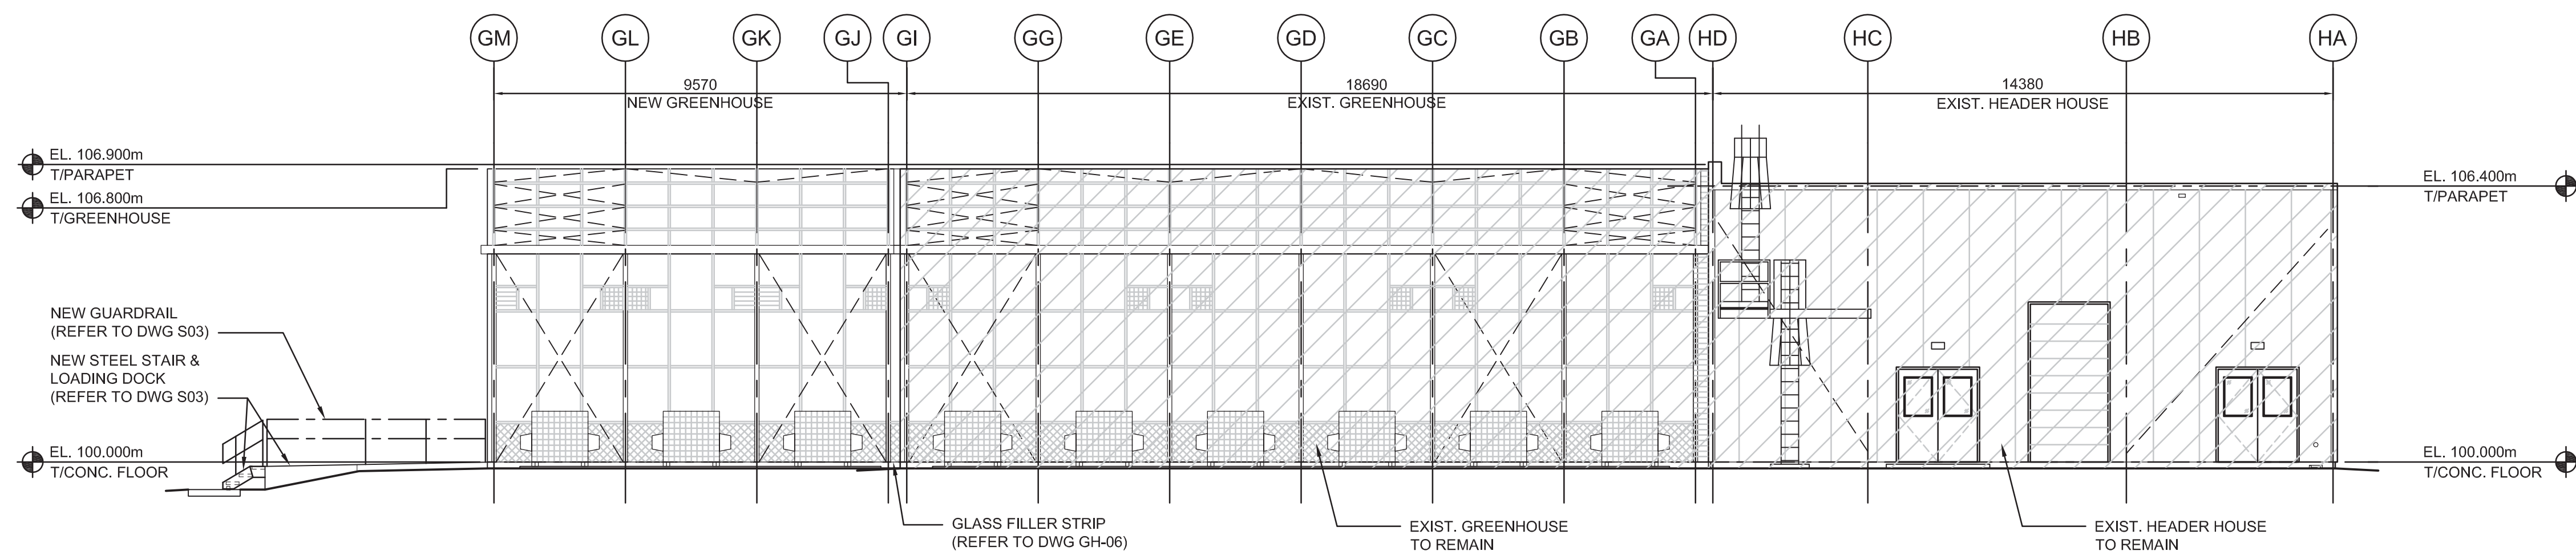 GM
GL
GK
GJ
GI
GG
GE
GD
GC
GB
GA
HD
HC
HB
HA
9570
NEW GREENHOUSE
18690
EXIST. GREENHOUSE
14380
EXIST. HEADER HOUSE
EL. 106.900m
T/PARAPET
EL. 106.800m
T/GREENHOUSE
EL. 106.400m
T/PARAPET
NEW GUARDRAIL
(REFER TO DWG S03)
NEW STEEL STAIR &
LOADING DOCK
(REFER TO DWG S03)
EL. 100.000m
T/CONC. FLOOR
EL. 100.000m
T/CONC. FLOOR
GLASS FILLER STRIP
(REFER TO DWG GH-06)
EXIST. GREENHOUSE
TO REMAIN
EXIST. HEADER HOUSE
TO REMAIN